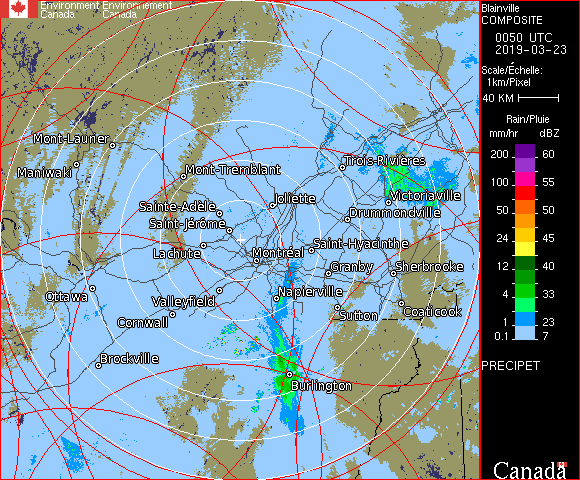 Environment Environnement
Canada Canada
Mont-Laurier
Maniwaki
Mont-Tremblant
Trois-Rivières
Joliette
Victoriaville
Sainte-Adèle
Drummondville
Saint-Jérôme
Saint-Hyacinthe
Lachute
Montréal
Granby
Sherbrooke
Ottawa
Napierville
Valleyfield
Coaticook
Sutton
Cornwall
Brockville
Burlington
Blainville
COMPOSITE
0050 UTC
2019-03-23
Scale/Échelle:
1km/Pixel
40 KM
Rain/Pluie
mm/hr dBZ
200 60
100 55
50 50
24 45
12 40
4 33
1 23
0.1 7
PRECIPET
Canada